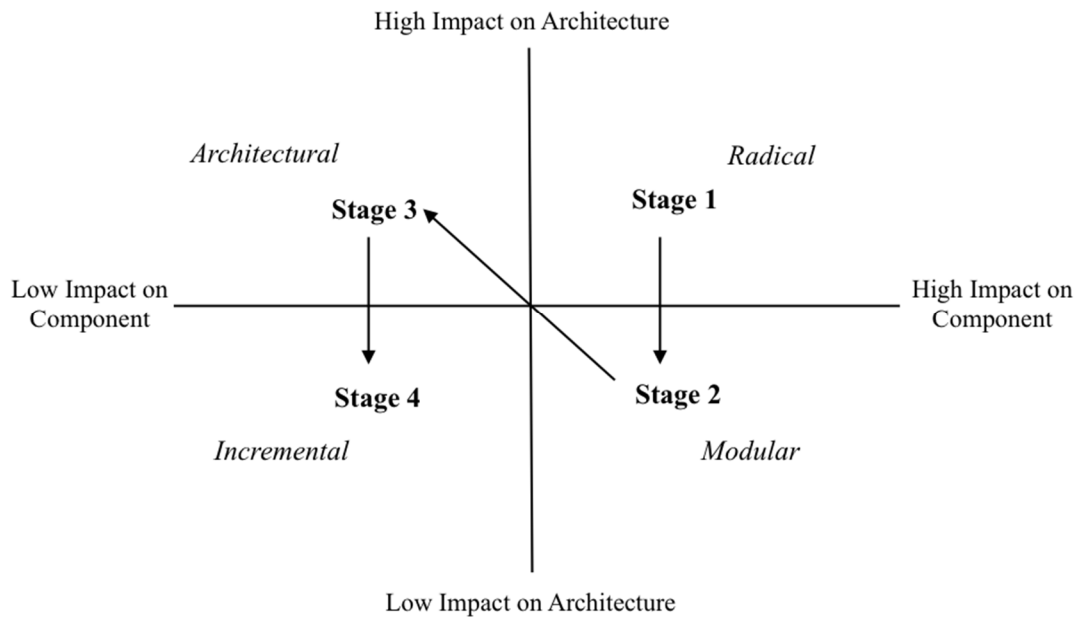 High Impact on Architecture
Architectural
Radical
Stage 3
Stage 1
Low Impact on
Component
High Impact on
Component
Stage 4
Stage 2
Incremental
Modular
Low Impact on Architecture